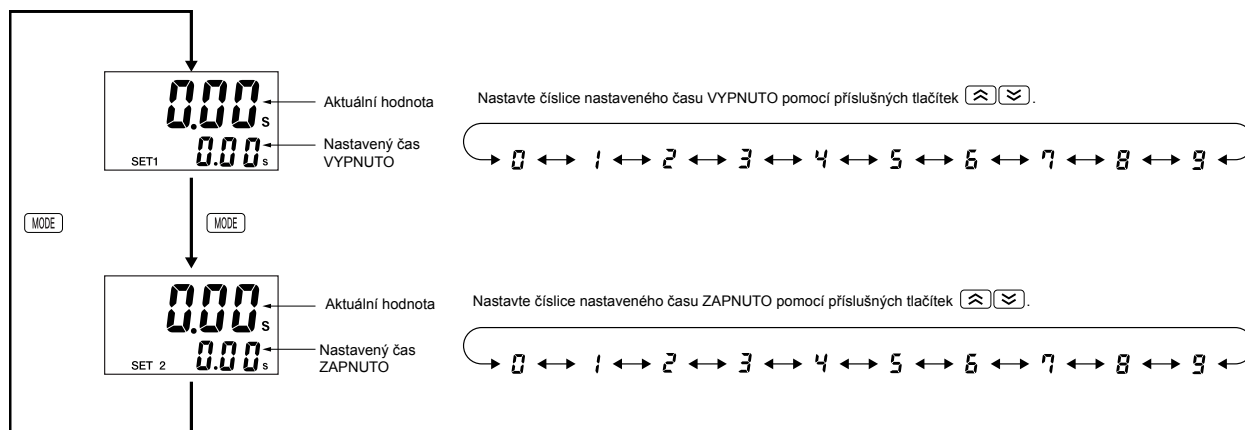 0.00 s
SET1 0.00 s
Aktuální hodnota
Nastavený čas
VYPNUTO
Nastavte číslice nastaveného času VYPNUTO pomocí příslušných tlačítek.
0 1 2 3 4 5 6 7 8 9
MODE
MODE
0.00 s
SET 2 0.00 s
Aktuální hodnota
Nastavený čas
ZAPNUTO
Nastavte číslice nastaveného času ZAPNUTO pomocí příslušných tlačítek.
0 1 2 3 4 5 6 7 8 9